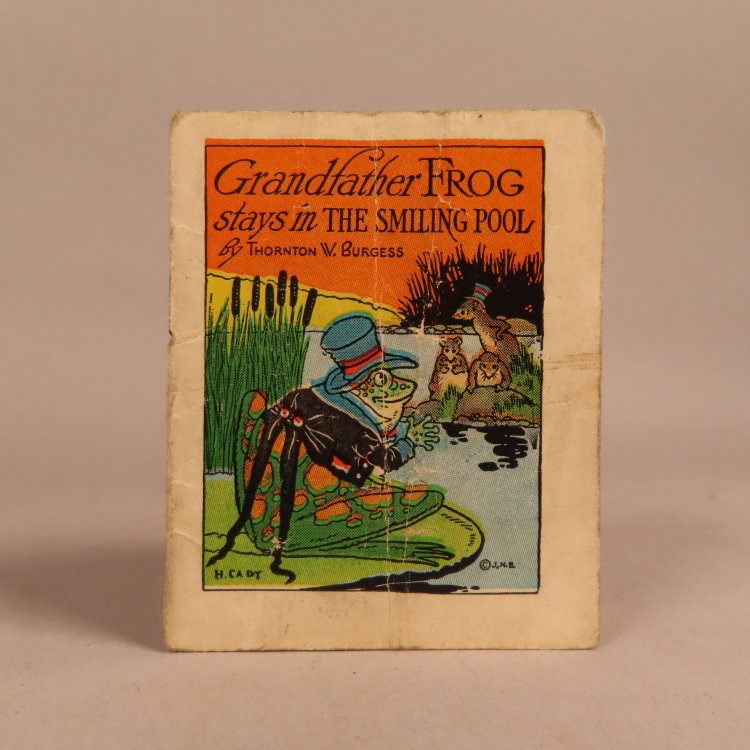 Grandfather FROG
stays in THE SMILING POOL
by THORNTON W. BURGESS
H. CADY
© J.H.E.